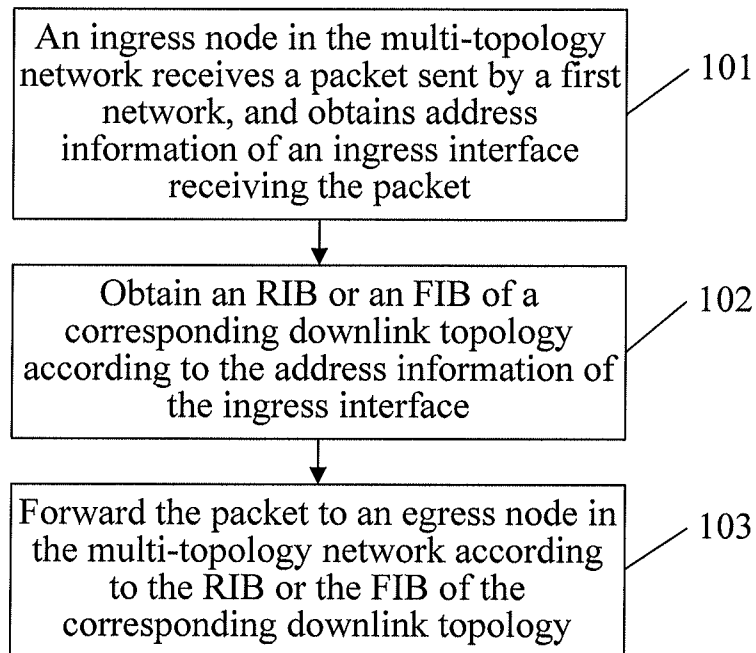 An ingress node in the multi-topology
network receives a packet sent by a first
network, and obtains address
information of an ingress interface
receiving the packet
101
Obtain an RIB or an FIB of a
corresponding downlink topology
according to the address information of
the ingress interface
102
Forward the packet to an egress node in
the multi-topology network according
to the RIB or the FIB of the
corresponding downlink topology
103